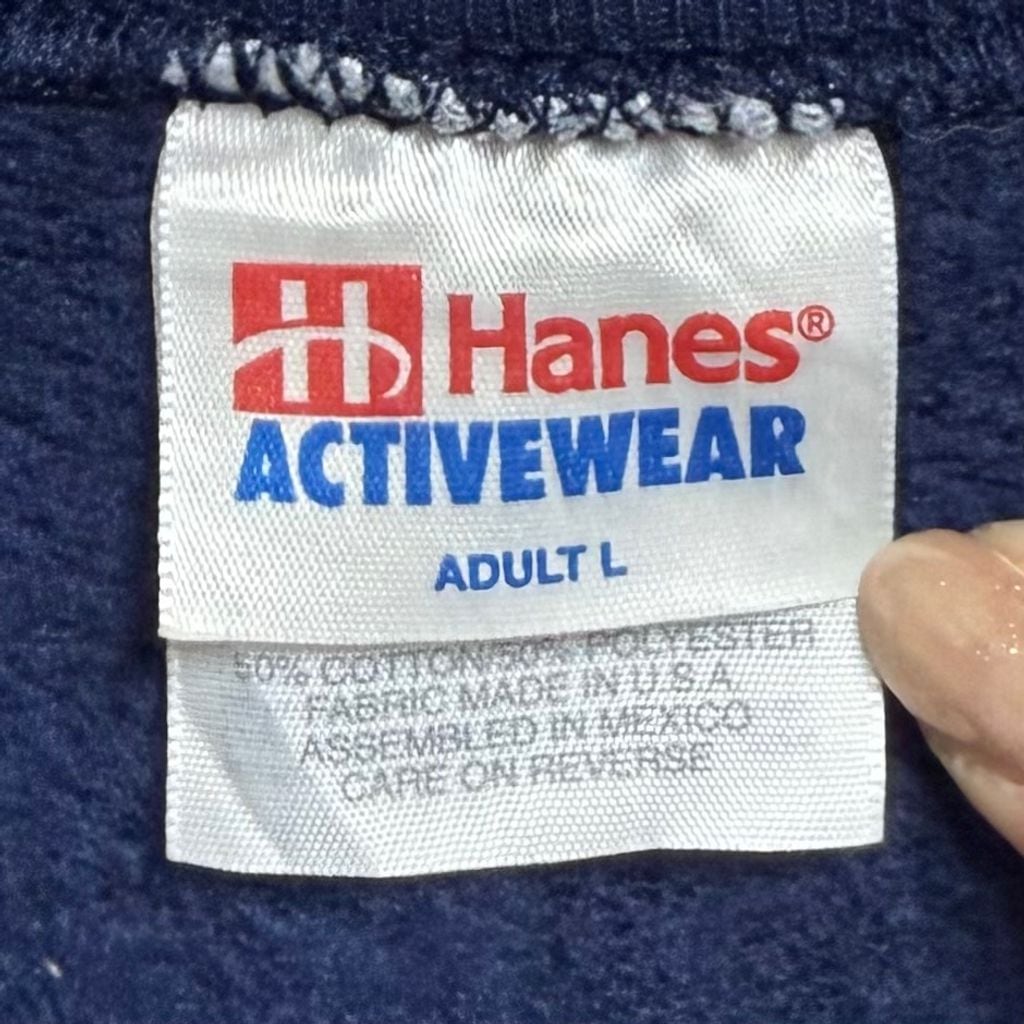 H Hanes®
ACTIVEWEAR
ADULT L
50% COTTON 50% POLYESTER
FABRIC MADE IN U S A
ASSEMBLED IN MEXICO
CARE ON REVERSE